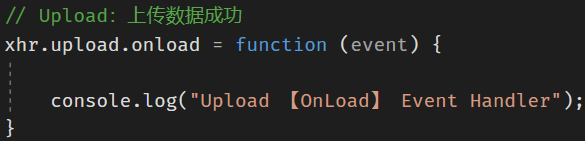 // Upload: 上传数据成功
xhr.upload.onload = function (event) {
console.log("Upload 【OnLoad】 Event Handler");
}